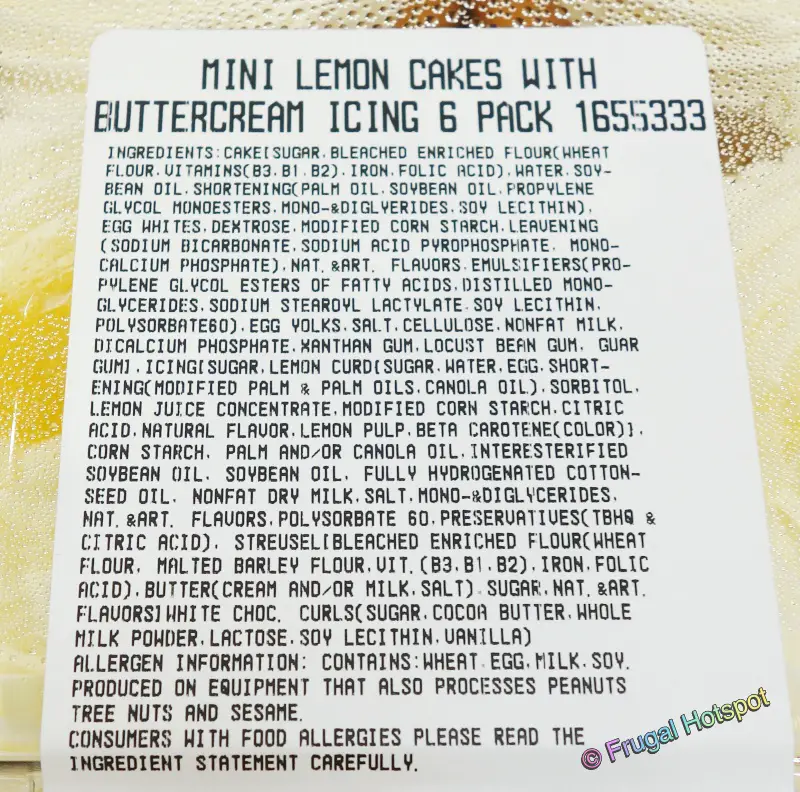 MINI LEMON CAKES WITH
BUTTERCREAM ICING 6 PACK 1655333
INGREDIENTS:CAKE[SUGAR,BLEACHED ENRICHED FLOUR(WHEAT
FLOUR,VITAMINS(B3,B1,B2),IRON,FOLIC ACID),WATER,SOY-
BEAN OIL,SHORTENING(PALM OIL,SOYBEAN OIL,PROPYLENE
GLYCOL MONOESTERS,MONO-&DIGLYERIDES,SOY LECITHIN),
EGG WHITES,DEXTROSE,MODIFIED CORN STARCH,LEAVENING
(SODIUM BICARBONATE,SODIUM ACID PYROPHOSPHATE, MONO-
CALCIUM PHOSPHATE),NAT.&ART. FLAVORS,EMULSIFIERS(PRO-
PYLENE GLYCOL ESTERS OF FATTY ACIDS,DISTILLED MONO-
GLYCERIDES,SODIUM STEAROYL LACTYLATE,SOY LECITHIN,
POLYSORBATE60),EGG YOLKS,SALT,CELLULOSE,NONFAT MILK,
DICALCIUM PHOSPHATE,XANTHAN GUM,LOCUST BEAN GUM, GUAR
GUM],ICING[SUGAR,LEMON CURD[SUGAR,WATER,EGG,SHORT-
ENING(MODIFIED PALM & PALM OILS,CANOLA OIL),SORBITOL,
LEMON JUICE CONCENTRATE,MODIFIED CORN STARCH,CITRIC
ACID,NATURAL FLAVOR,LEMON PULP,BETA CAROTENE(COLOR)],
CORN STARCH, PALM AND/OR CANOLA OIL,INTERESTERIFIED
SOYBEAN OIL, SOYBEAN OIL, FULLY HYDROGENATED COTTON-
SEED OIL, NONFAT DRY MILK,SALT,MONO-&DIGLYCERIDES,
NAT.&ART. FLAVORS,POLYSORBATE 60,PRESERVATIVES(TBHQ &
CITRIC ACID), STREUSEL[BLEACHED ENRICHED FLOUR(WHEAT
FLOUR, MALTED BARLEY FLOUR,VIT.(B3,B1,B2),IRON,FOLIC
ACID),BUTTER(CREAM AND/OR MILK,SALT),SUGAR,NAT.&ART.
FLAVORS]WHITE CHOC. CURLS(SUGAR,COCOA BUTTER,WHOLE
MILK POWDER,LACTOSE,SOY LECITHIN,VANILLA)
ALLERGEN INFORMATION: CONTAINS:WHEAT,EGG,MILK,SOY.
PRODUCED ON EQUIPMENT THAT ALSO PROCESSES PEANUTS
TREE NUTS AND SESAME.
CONSUMERS WITH FOOD ALLERGIES PLEASE READ THE
INGREDIENT STATEMENT CAREFULLY.
© Frugal Hotspot